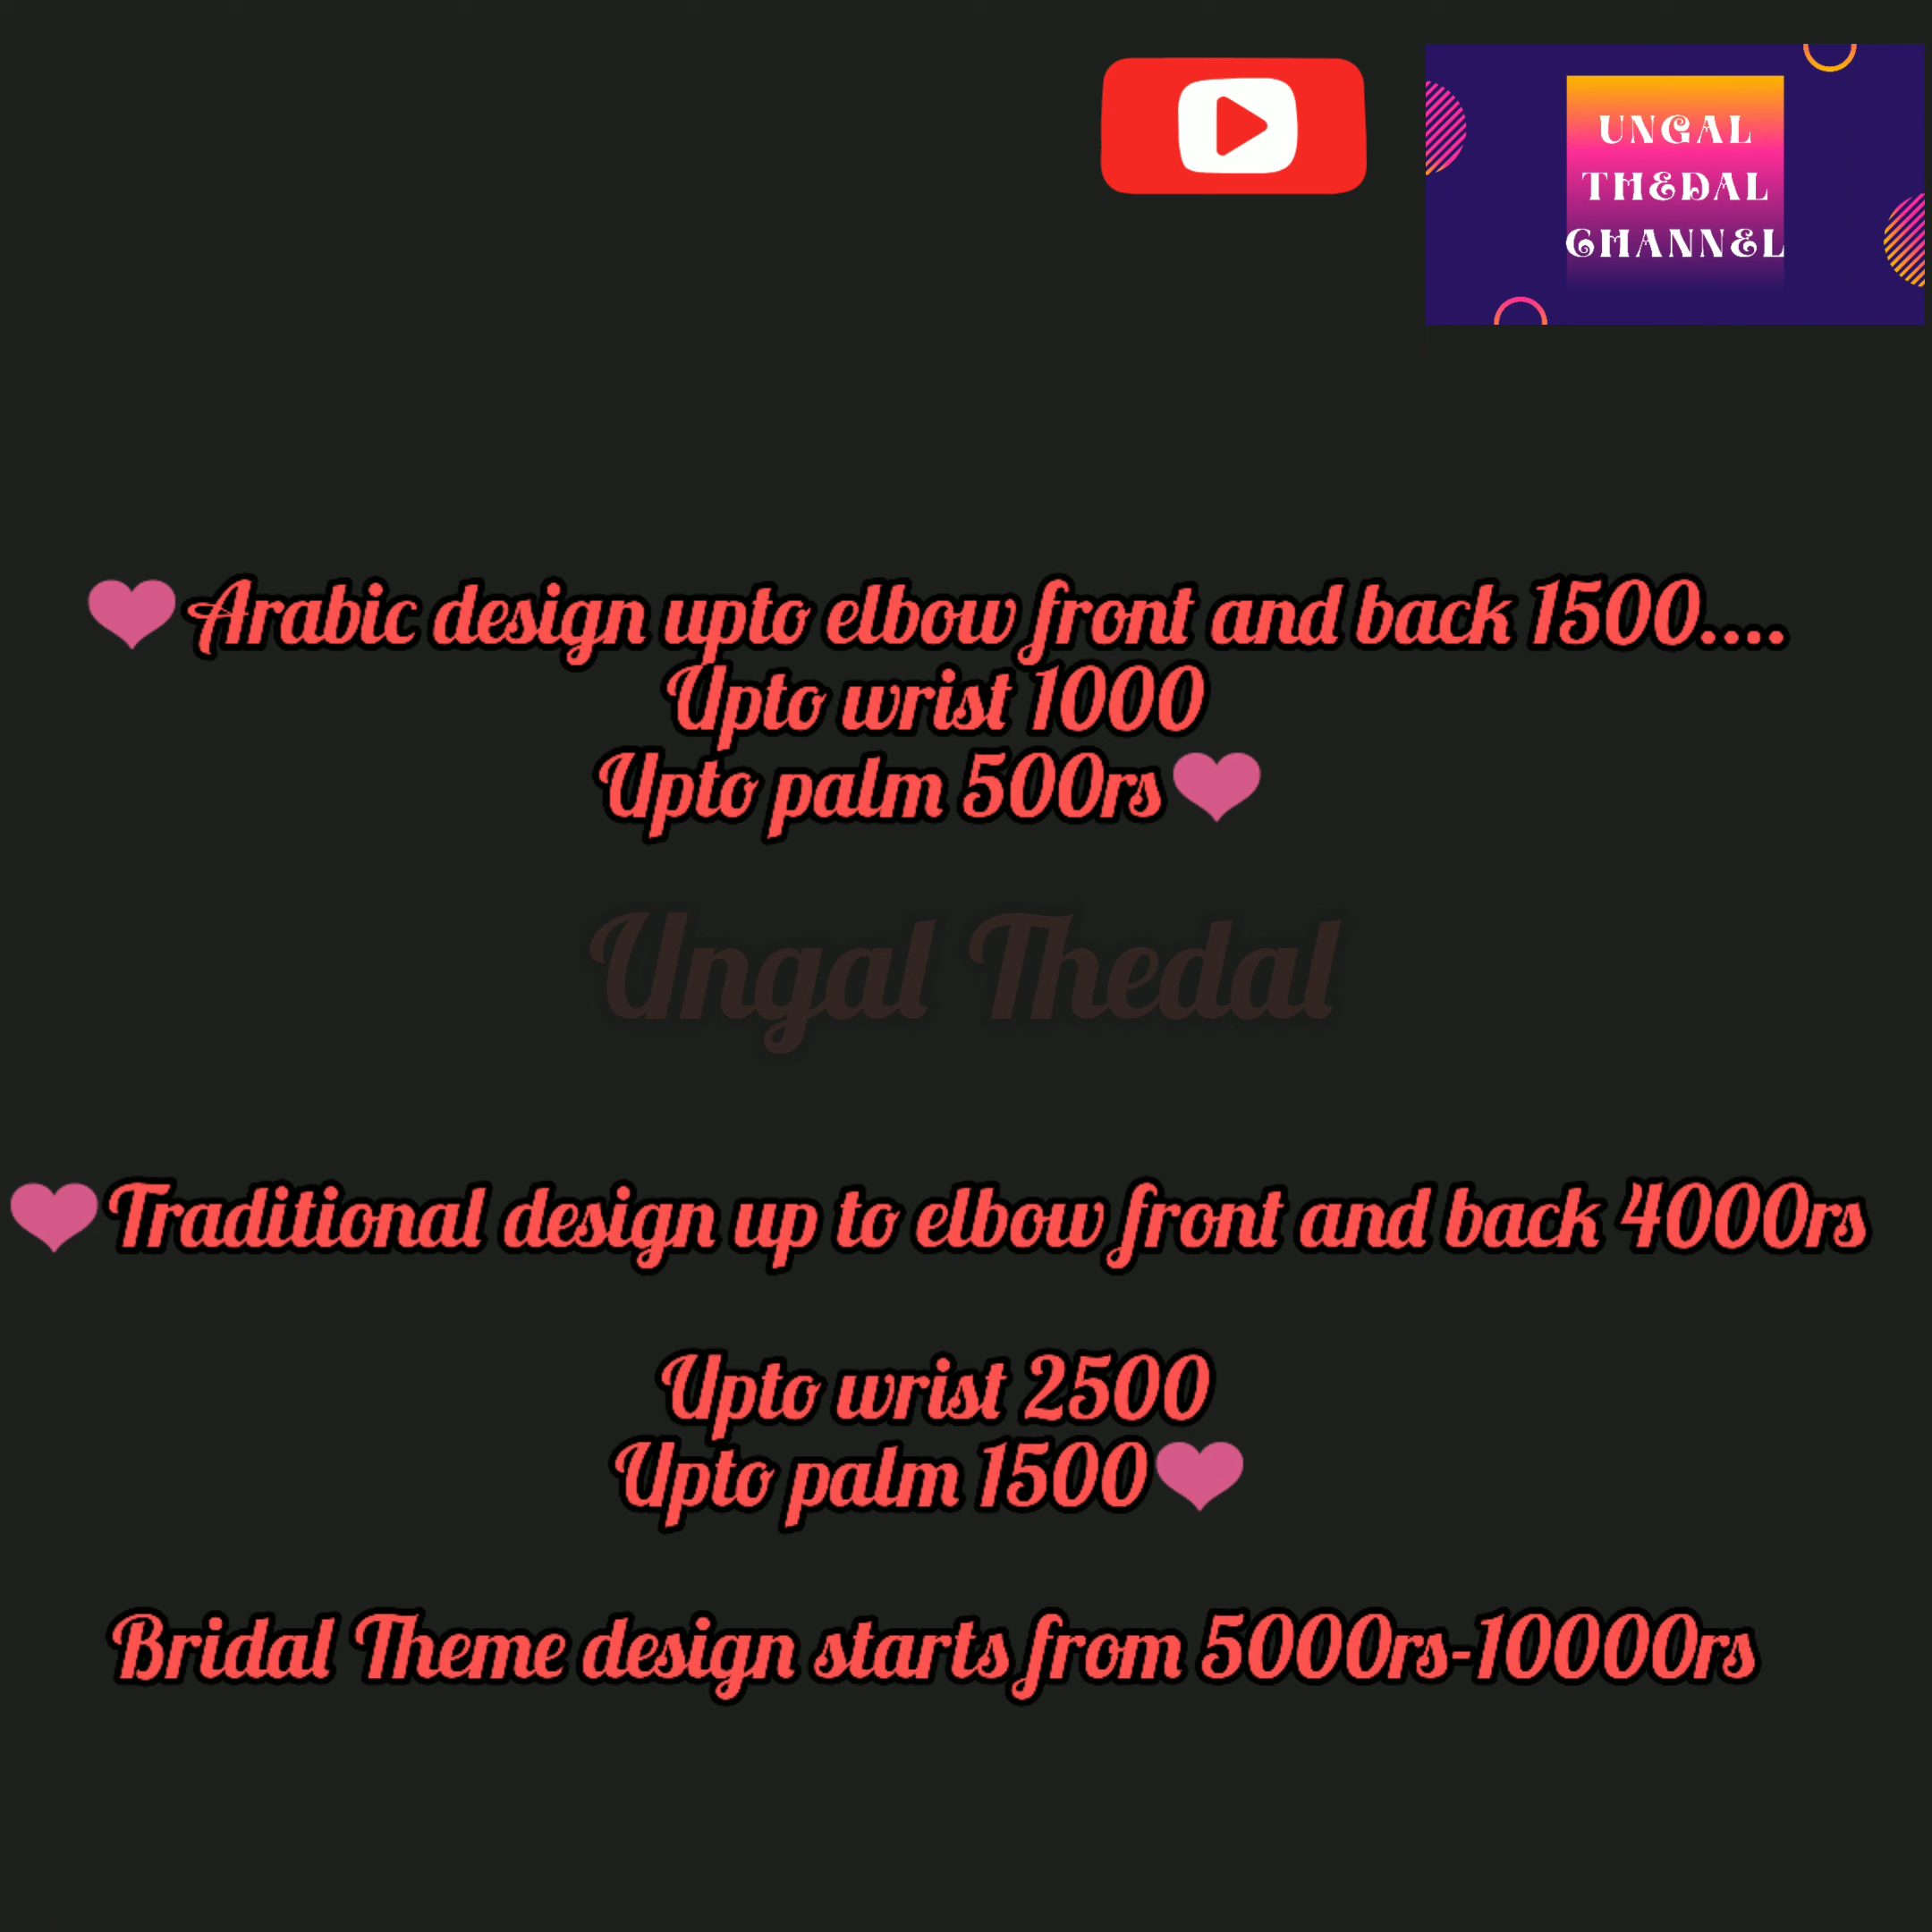 UNGAL
THEDAL
CHANNEL
Arabic design upto elbow front and back 1500....
Upto wrist 1000
Upto palm 500rs
Ungal Thedal
Traditional design up to elbow front and back 4000rs
Upto wrist 2500
Upto palm 1500
Bridal Theme design starts from 5000rs-10000rs